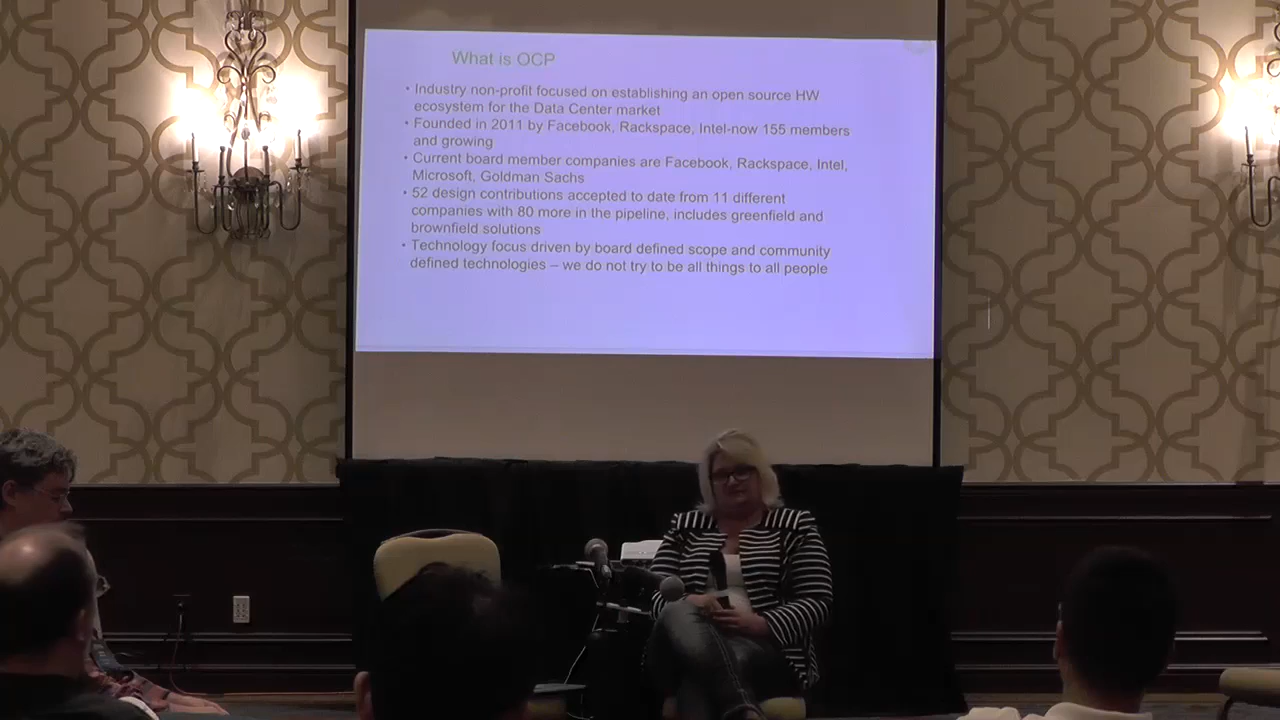 What is OCP
• Industry non-profit focused on establishing an open source HW
ecosystem for the Data Center market
• Founded in 2011 by Facebook, Rackspace, Intel-now 155 members
and growing
• Current board member companies are Facebook, Rackspace, Intel,
Microsoft, Goldman Sachs
• 52 design contributions accepted to date from 11 different
companies with 80 more in the pipeline, includes greenfield and
brownfield solutions
• Technology focus driven by board defined scope and community
defined technologies – we do not try to be all things to all people